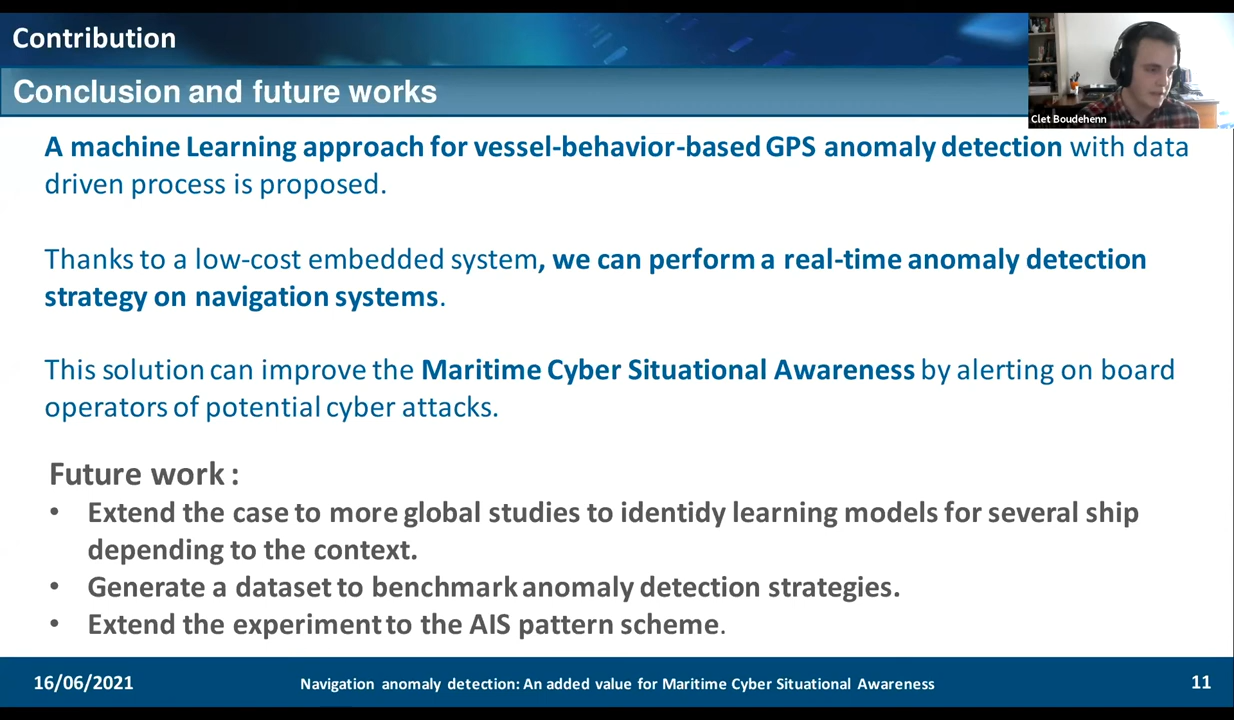 Contribution
Conclusion and future works
Clet Boudehenn
A machine Learning approach for vessel-behavior-based GPS anomaly detection with data
driven process is proposed.
Thanks to a low-cost embedded system, we can perform a real-time anomaly detection
strategy on navigation systems.
This solution can improve the Maritime Cyber Situational Awareness by alerting on board
operators of potential cyber attacks.
Future work :
• Extend the case to more global studies to identidy learning models for several ship
depending to the context.
• Generate a dataset to benchmark anomaly detection strategies.
• Extend the experiment to the AIS pattern scheme.
16/06/2021
Navigation anomaly detection: An added value for Maritime Cyber Situational Awareness
11